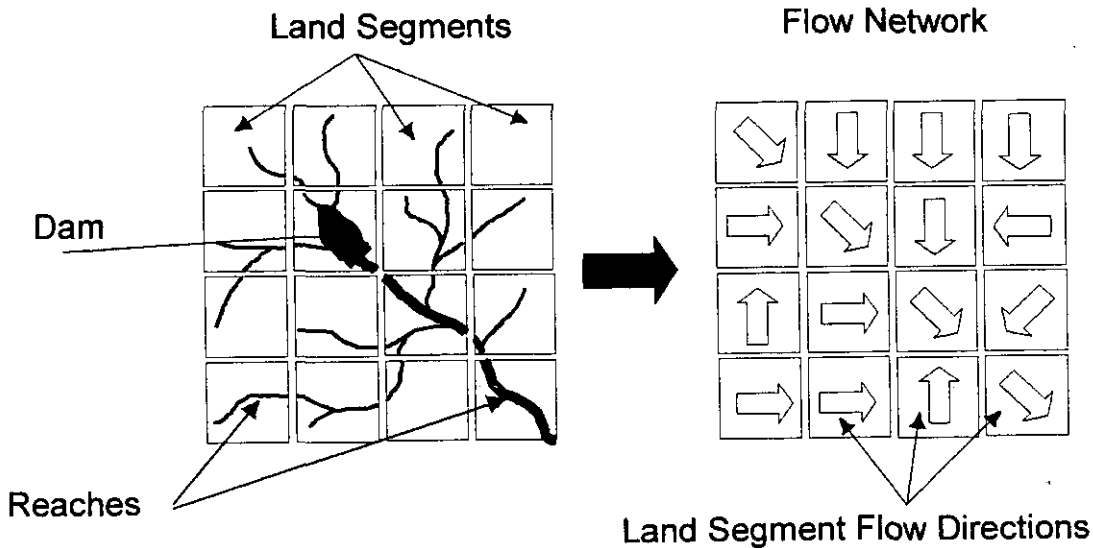 Land Segments
Flow Network
Dam
Reaches
Land Segment Flow Directions